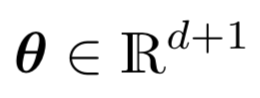 𝜽 ∈ ℝ^{d+1}